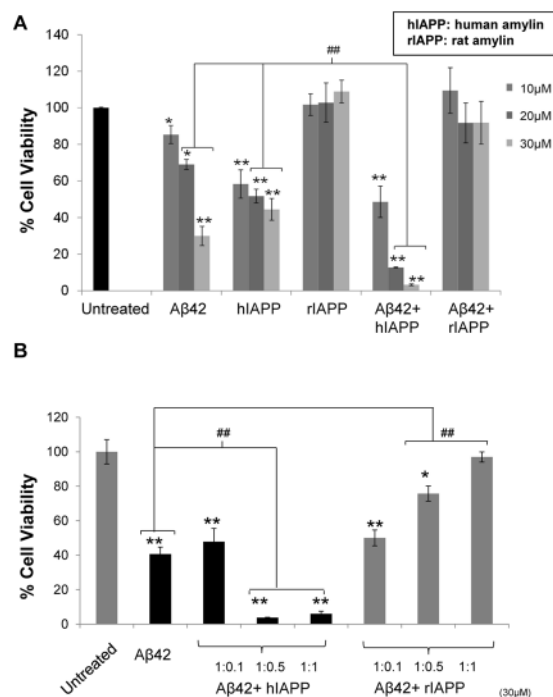 A
hIAPP: human amylin
rIAPP: rat amylin
##
10µM
20µM
30µM
% Cell Viability
140
120
100
80
60
40
20
0
*
*
**
**
**
**
**
**
**
Untreated
Aβ42
hIAPP
rIAPP
Aβ42+
hIAPP
Aβ42+
rIAPP
B
% Cell Viability
120
100
80
60
40
20
0
##
##
**
**
**
**
**
*
Untreated
Aβ42
1:0.1 1:0.5 1:1
Aβ42+ hIAPP
1:0.1 1:0.5 1:1
Aβ42+ rIAPP
(30µM)